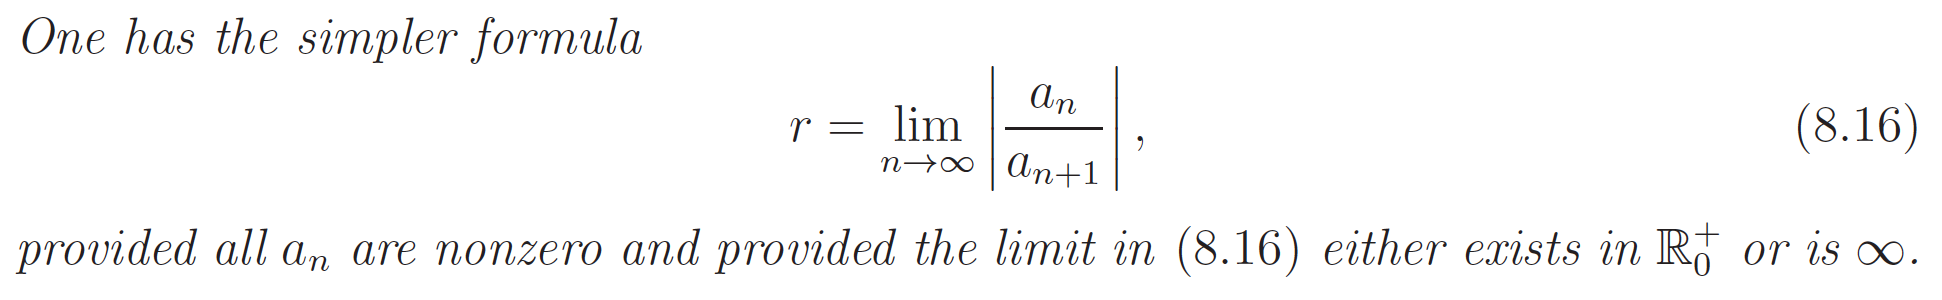 One has the simpler formula
r = lim_{n→∞} |a_n / a_{n+1}| , (8.16)
provided all a_n are nonzero and provided the limit in (8.16) either exists in ℝ_0^+ or is ∞.